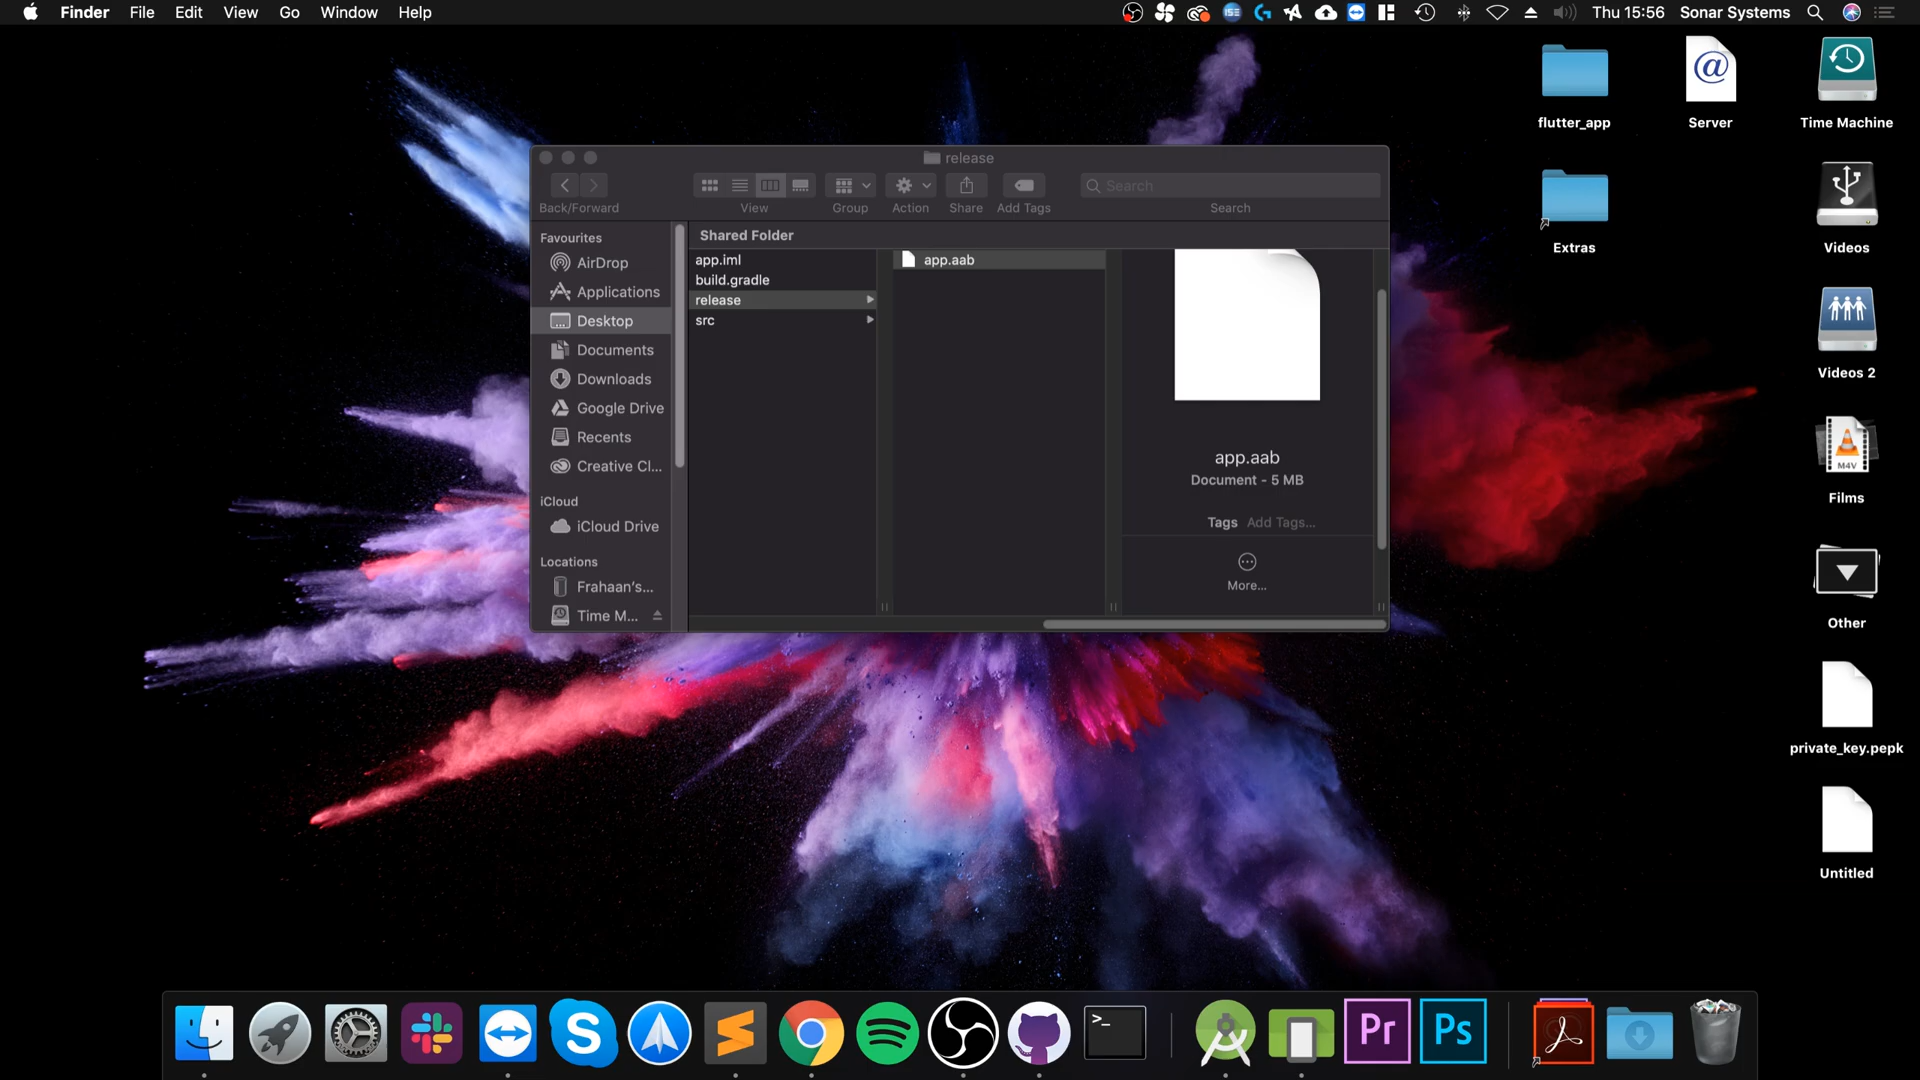 Finder File Edit View Go Window Help
ISE
Thu 15:56 Sonar Systems
release
Back/Forward
View
Group
Action
Share
Add Tags
Search
Search
Favourites
AirDrop
Applications
Desktop
Documents
Downloads
Google Drive
Recents
Creative Cl...
iCloud
iCloud Drive
Locations
Frahaan's...
Time M...
Shared Folder
app.iml
build.gradle
release
src
app.aab
app.aab
Document - 5 MB
Tags Add Tags...
More...
flutter_app
@
Server
Time Machine
Extras
Videos
Videos 2
M4V
Films
Other
private_key.pepk
Untitled
S
>_
Pr
Ps